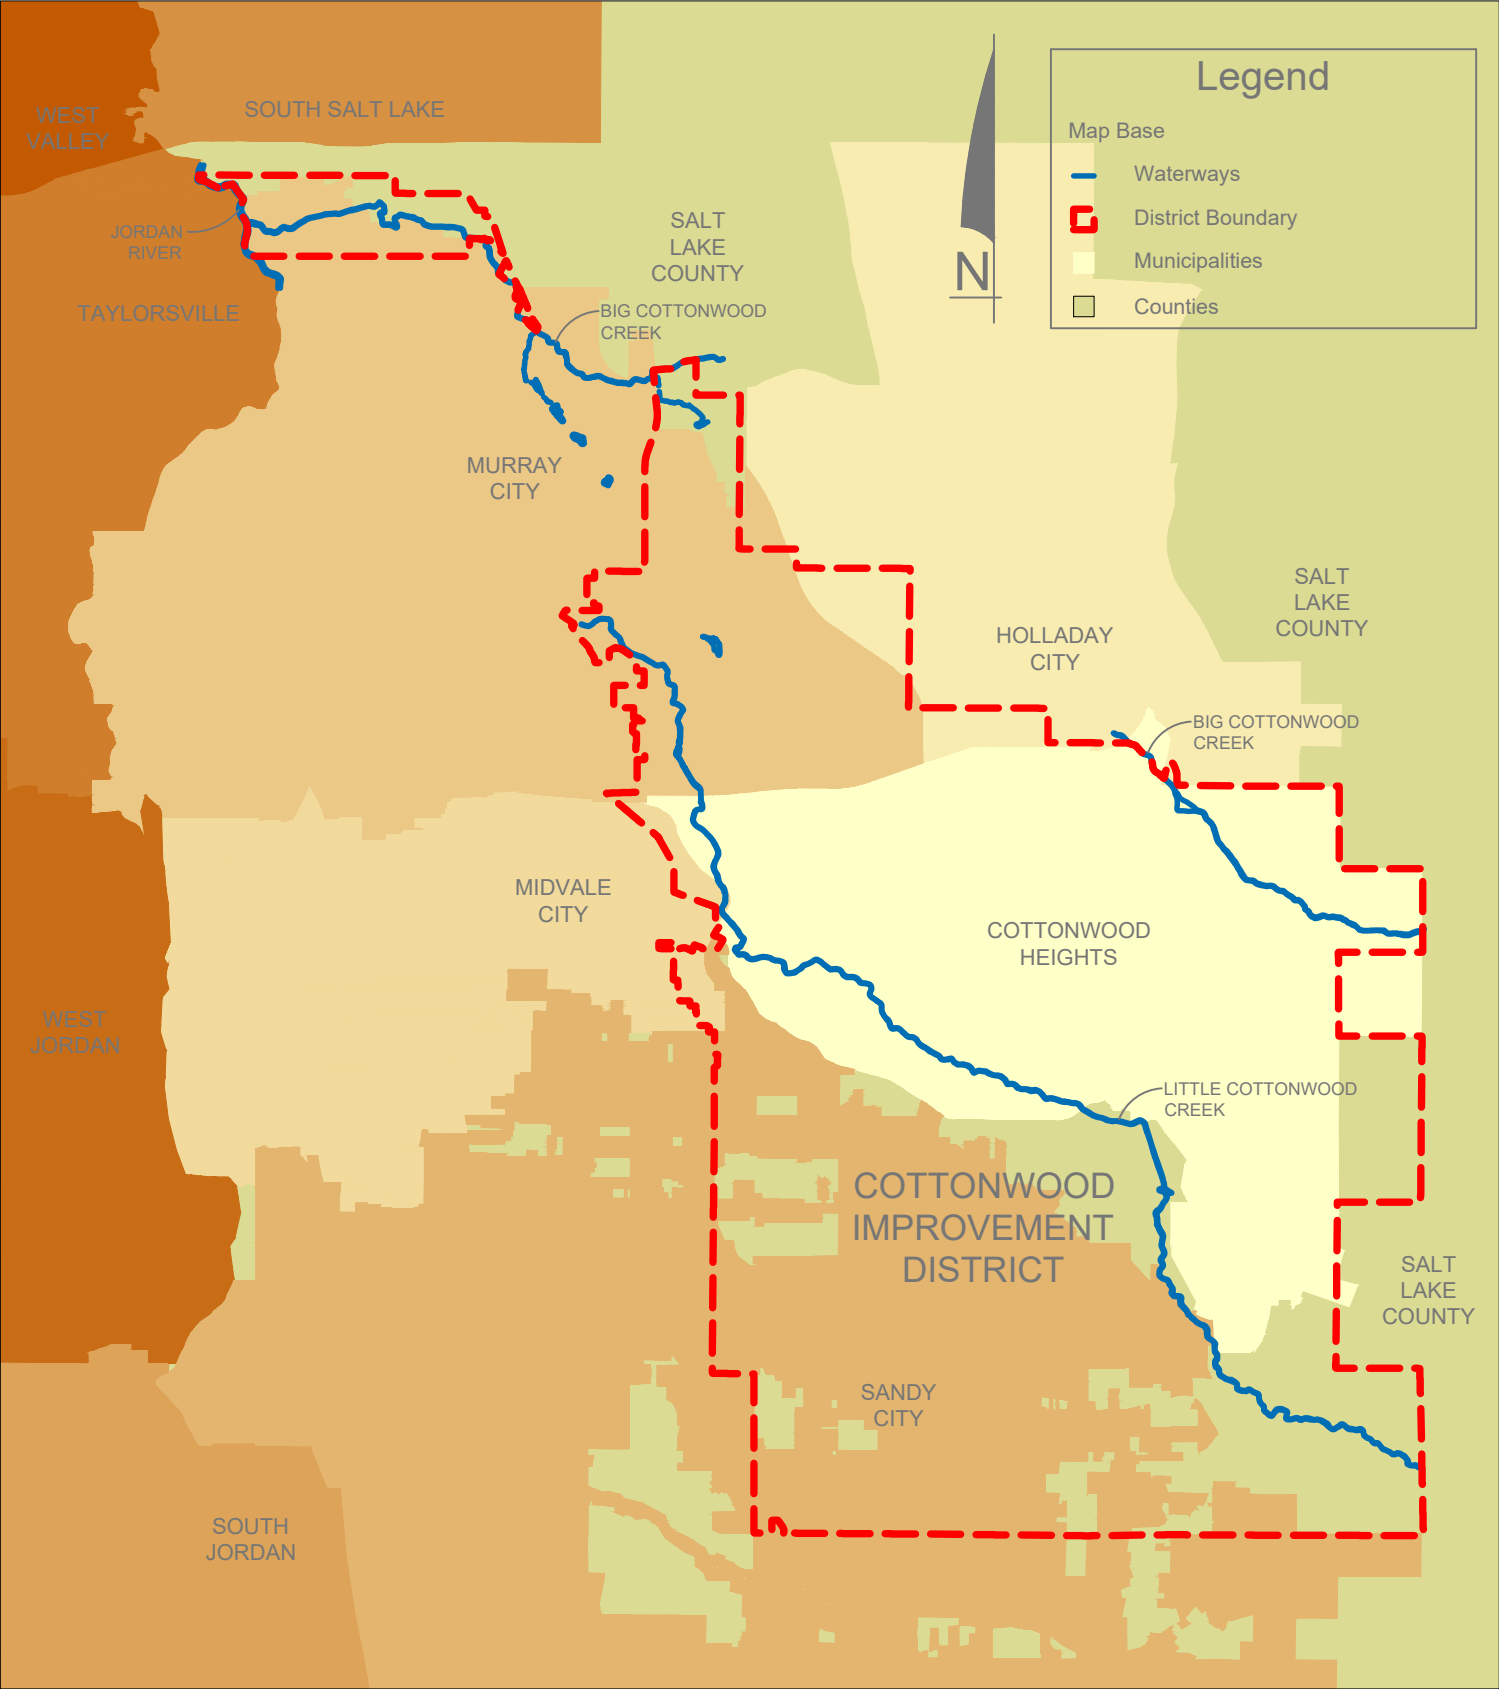 WEST
VALLEY
SOUTH SALT LAKE
Legend
Map Base
Waterways
District Boundary
Municipalities
Counties
N
JORDAN
RIVER
SALT
LAKE
COUNTY
TAYLORSVILLE
BIG COTTONWOOD
CREEK
MURRAY
CITY
SALT
LAKE
COUNTY
HOLLADAY
CITY
BIG COTTONWOOD
CREEK
MIDVALE
CITY
COTTONWOOD
HEIGHTS
WEST
JORDAN
LITTLE COTTONWOOD
CREEK
COTTONWOOD
IMPROVEMENT
DISTRICT
SALT
LAKE
COUNTY
SANDY
CITY
SOUTH
JORDAN